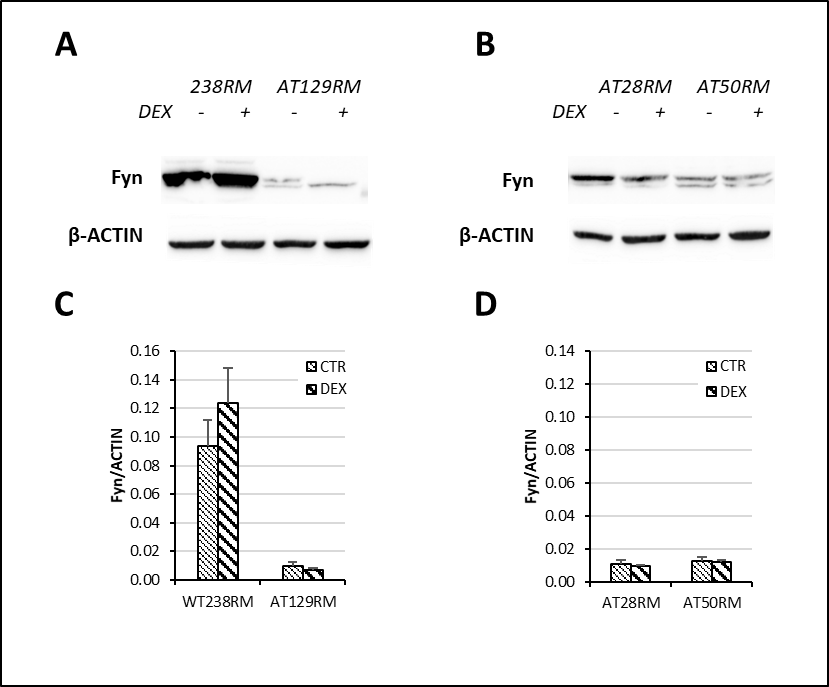 A
238RM AT129RM
DEX - + - +
Fyn
β-ACTIN
B
AT28RM AT50RM
DEX - + - +
Fyn
β-ACTIN
C
0.16
0.14
0.12
0.10
0.08
0.06
0.04
0.02
0.00
Fyn/ACTIN
CTR
DEX
WT238RM AT129RM
D
0.14
0.12
0.10
0.08
0.06
0.04
0.02
0.00
Fyn/ACTIN
CTR
DEX
AT28RM AT50RM